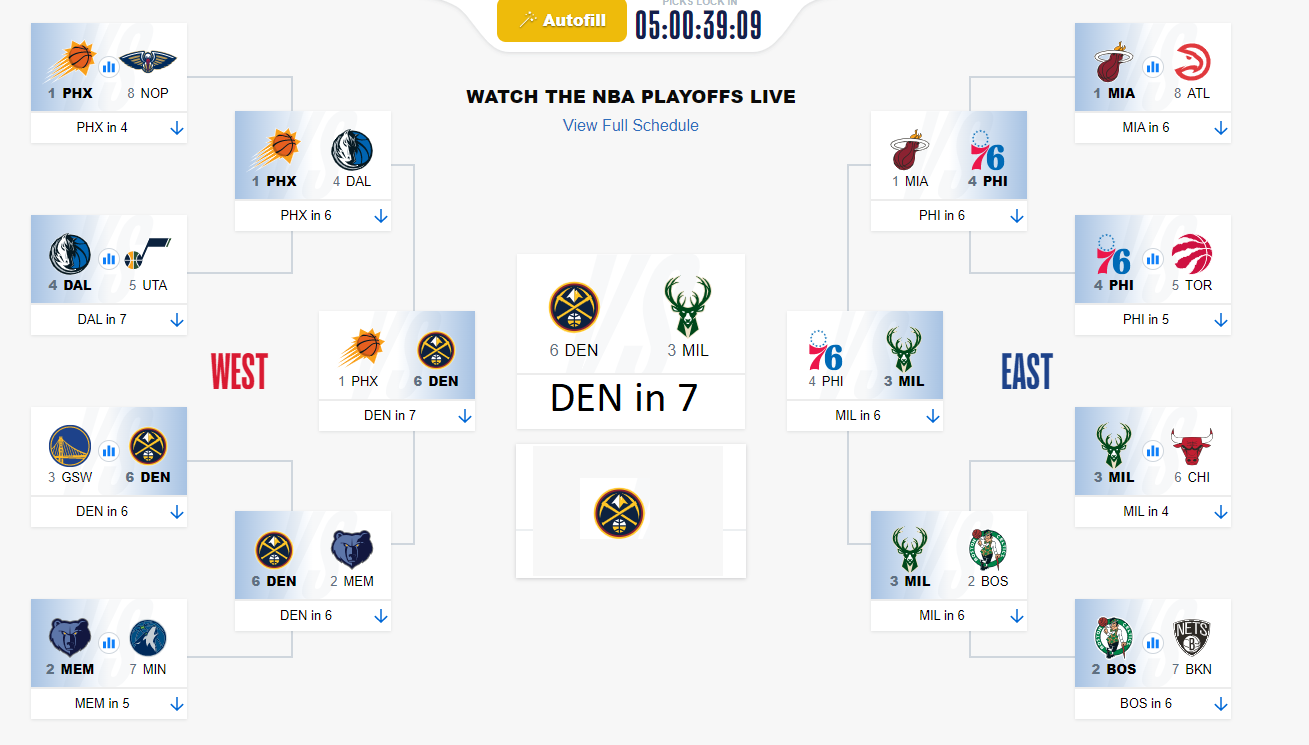 PICKS LOCK IN
Autofill
05:00:39:09
WATCH THE NBA PLAYOFFS LIVE
View Full Schedule
WEST
1 PHX 8 NOP
PHX in 4
4 DAL 5 UTA
DAL in 7
3 GSW 6 DEN
DEN in 6
2 MEM 7 MIN
MEM in 5
1 PHX 4 DAL
PHX in 6
6 DEN 2 MEM
DEN in 6
1 PHX 6 DEN
DEN in 7
6 DEN 3 MIL
DEN in 7
4 PHI 3 MIL
MIL in 6
76
1 MIA 4 PHI
PHI in 6
76
3 MIL 2 BOS
MIL in 6
EAST
1 MIA 8 ATL
MIA in 6
76
4 PHI 5 TOR
PHI in 5
3 MIL 6 CHI
MIL in 4
NETS
B
2 BOS 7 BKN
BOS in 6